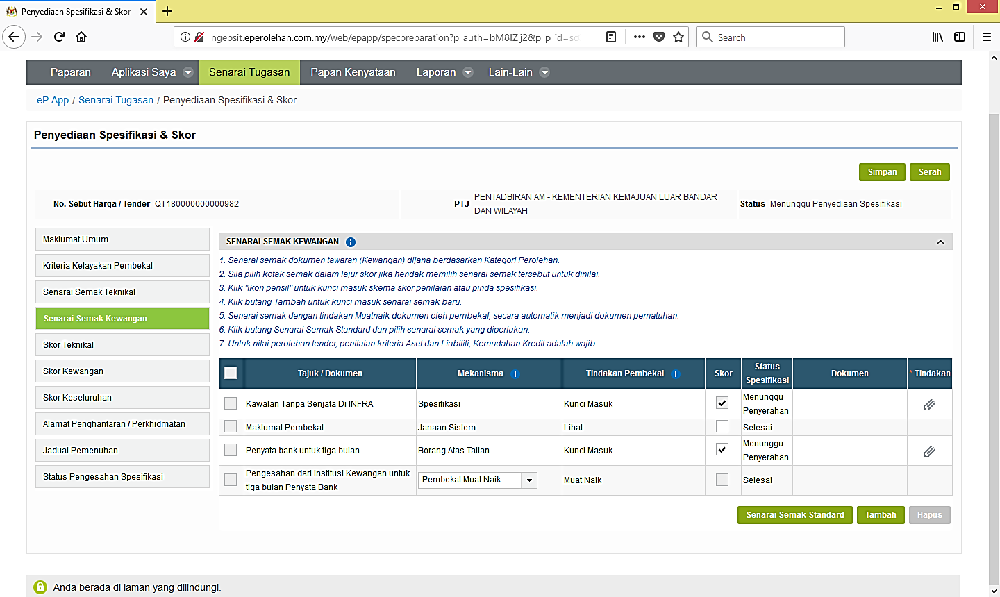 Penyediaan Spesifikasi & Skor -
ngepsit.eperolehan.com.my/web/epapp/specpreparation?p_auth=bM8IZlj2&p_p_id=sc
Search
Paparan Aplikasi Saya Senarai Tugasan Papan Kenyataan Laporan Lain-Lain
eP App / Senarai Tugasan / Penyediaan Spesifikasi & Skor
Penyediaan Spesifikasi & Skor
Simpan Serah
No. Sebut Harga / Tender QT180000000000982
PTJ PENTADBIRAN AM - KEMENTERIAN KEMAJUAN LUAR BANDAR
DAN WILAYAH
Status Menunggu Penyediaan Spesifikasi
Maklumat Umum
Kriteria Kelayakan Pembekal
Senarai Semak Teknikal
Senarai Semak Kewangan
Skor Teknikal
Skor Kewangan
Skor Keseluruhan
Alamat Penghantaran / Perkhidmatan
Jadual Pemenuhan
Status Pengesahan Spesifikasi
SENARAI SEMAK KEWANGAN i
1. Senarai semak dokumen tawaran (Kewangan) dijana berdasarkan Kategori Perolehan.
2. Sila pilih kotak semak dalam lajur skor jika hendak memilih senarai semak tersebut untuk dinilai.
3. Klik "ikon pensil" untuk kunci masuk skema skor penilaian atau pinda spesifikasi.
4. Klik butang Tambah untuk kunci masuk senarai semak baru.
5. Senarai semak dengan tindakan Muatnaik dokumen oleh pembekal, secara automatik menjadi dokumen pematuhan.
6. Klik butang Senarai Semak Standard dan pilih senarai semak yang diperlukan.
7. Untuk nilai perolehan tender, penilaian kriteria Aset dan Liabiliti, Kemudahan Kredit adalah wajib.
Tajuk / Dokumen Mekanisma i Tindakan Pembekal i Skor Status Spesifikasi Dokumen * Tindakan
Kawalan Tanpa Senjata Di INFRA Spesifikasi Kunci Masuk Menunggu Penyerahan
Maklumat Pembekal Janaan Sistem Lihat Selesai
Penyata bank untuk tiga bulan Borang Atas Talian Kunci Masuk Menunggu Penyerahan
Pengesahan dari Institusi Kewangan untuk
tiga bulan Penyata Bank Pembekal Muat Naik Muat Naik Selesai
Senarai Semak Standard Tambah Hapus
Anda berada di laman yang dilindungi.